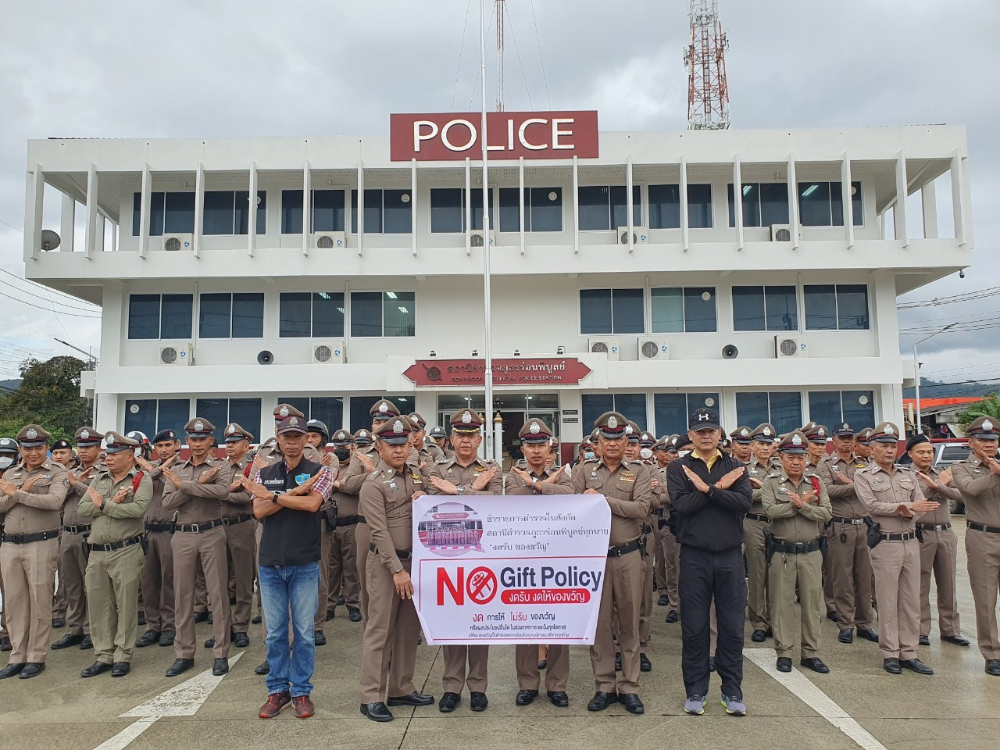 POLICE
สถานีตำรวจภูธรร่อนพิบูลย์
RONPIBOON PROVINCIAL POLICE STATION
ข้าราชการตำรวจในสังกัด
สถานีตำรวจภูธรร่อนพิบูลย์ทุกนาย
"งดรับ ของขวัญ"
NO Gift Policy
งดรับ งดให้ของขวัญ
งด การให้ ไม่รับ ของขวัญ
หรือผลประโยชน์อื่นใด ในช่วงเทศกาล และในทุกโอกาส